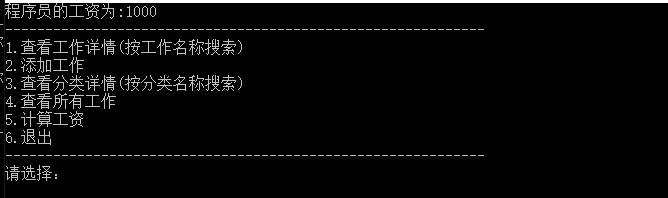 程序员的工资为:1000
------------------------------------------------------------
1.查看工作详情(按工作名称搜索)
2.添加工作
3.查看分类详情(按分类名称搜索)
4.查看所有工作
5.计算工资
6.退出
------------------------------------------------------------
请选择: